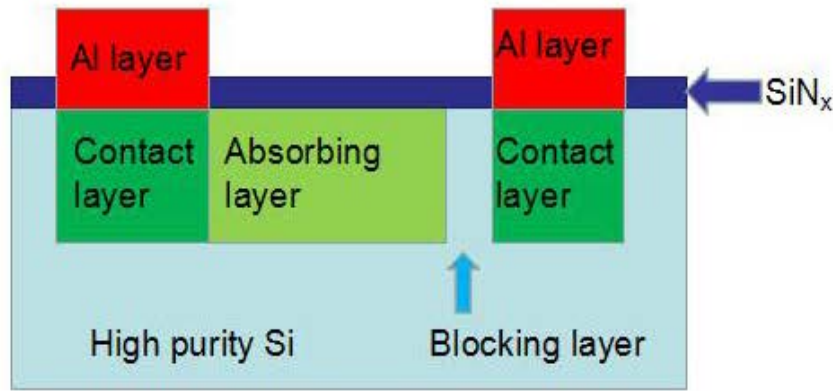 Al layer
Al layer
SiNx
Contact
layer
Absorbing
layer
Contact
layer
High purity Si
Blocking layer